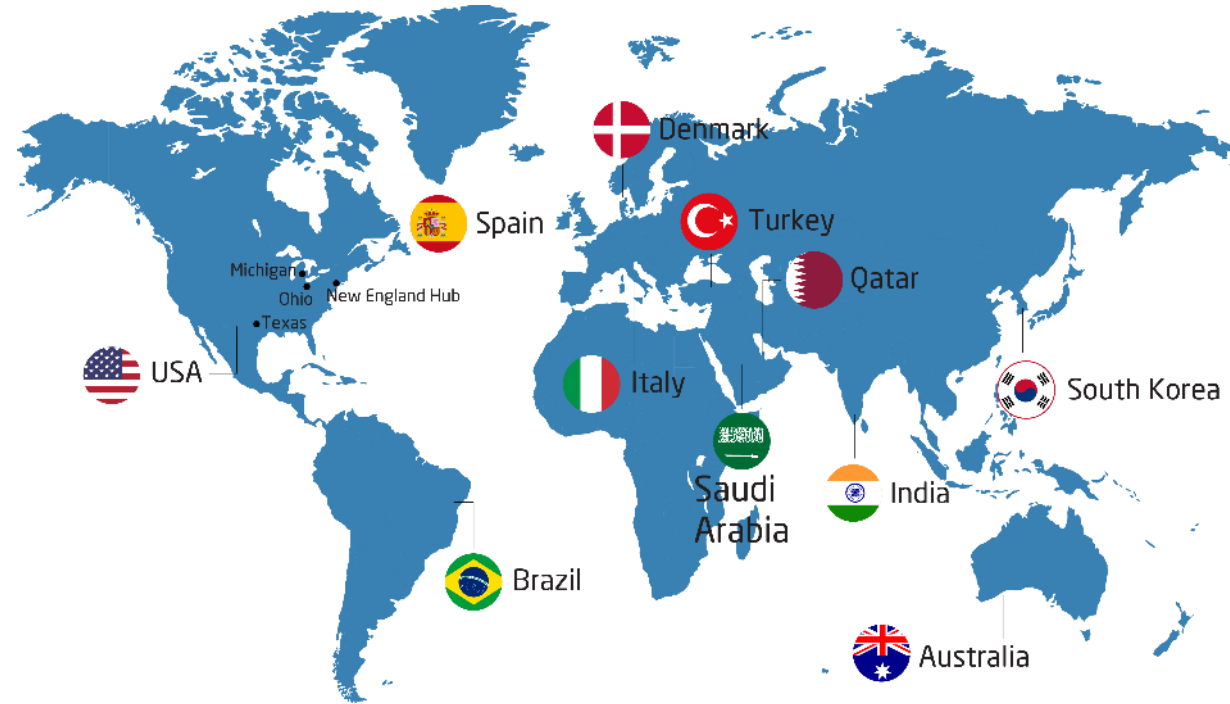 Denmark
Spain
Turkey
Michigan
Qatar
Ohio
New England Hub
Texas
USA
Italy
South Korea
Saudi
Arabia
India
Brazil
Australia